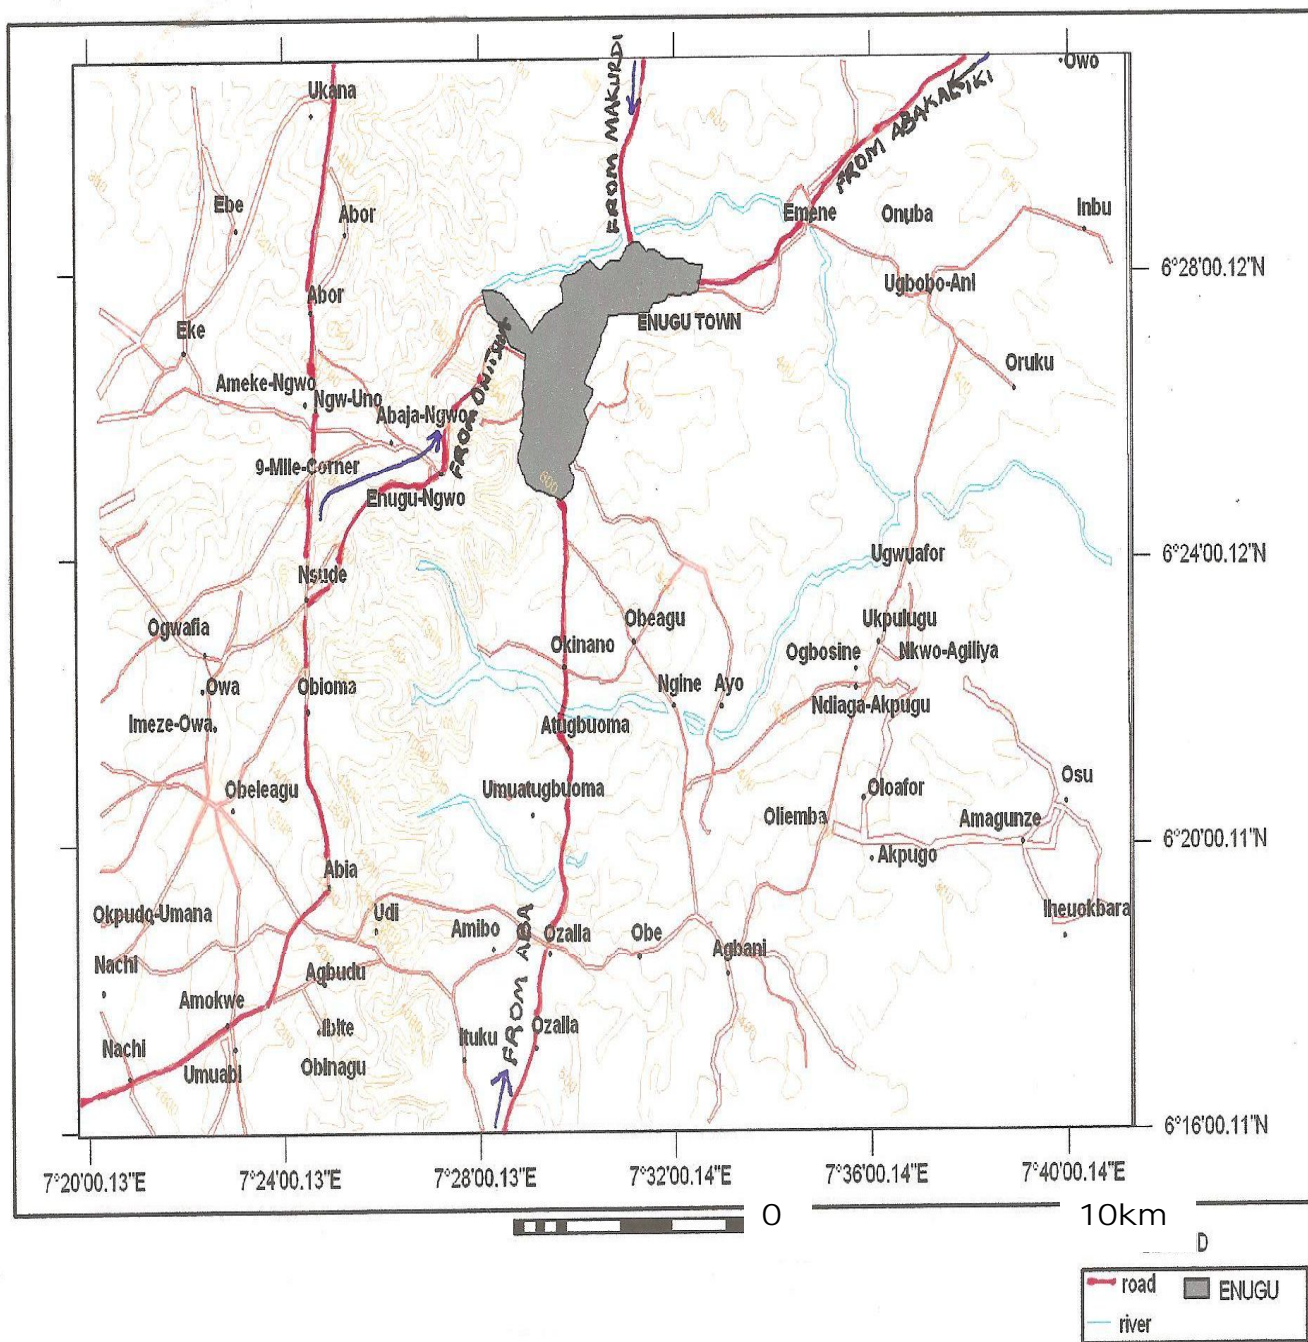 Owo
Ukana
FROM MAKURDI
FROM ABAKALIKI
Ebe
Abor
Emene
Onuba
Inbu
6°28'00.12"N
Abor
Ugbobo-Ani
ENUGU TOWN
Eke
Oruku
Ameke-Ngwo
Ngw-Uno
Abaja-Ngwo
FROM ONITSHA
9-Mile-Corner
Enugu-Ngwo
600
Ugwuafor
6°24'00.12"N
Nsude
Ogwafia
Obeagu
Ukpulugu
Okinano
Ogbosine
Nkwo-Agiliya
Owa
Obioma
Ngine
Ayo
Ndiaga-Akpugu
Imeze-Owa
Atugbuoma
Obeleagu
Umuatugbuoma
Oloafor
Osu
Oliemba
Amagunze
6°20'00.11"N
Akpugo
Abia
Okpudo-Umana
Udi
Amibo
Ozalla
Obe
Iheuokbara
FROM ABA
Agbani
Nachi
Aqbudu
Amokwe
Ibite
Ituku
Ozalla
Nachi
Umuabi
Obinagu
6°16'00.11"N
7°20'00.13"E
7°24'00.13"E
7°28'00.13"E
7°32'00.14"E
7°36'00.14"E
7°40'00.14"E
0
10km
D
road
ENUGU
river